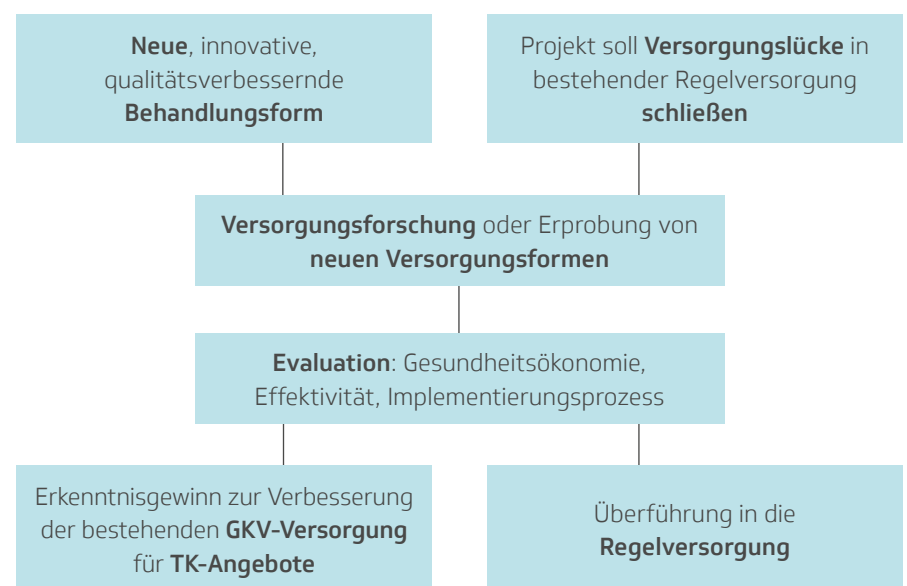 Neue, innovative,
qualitätsverbessernde
Behandlungsform
Projekt soll Versorgungslücke in
bestehender Regelversorgung
schließen
Versorgungsforschung oder Erprobung von
neuen Versorgungsformen
Evaluation: Gesundheitsökonomie,
Effektivität, Implementierungsprozess
Erkenntnisgewinn zur Verbesserung
der bestehenden GKV-Versorgung
für TK-Angebote
Überführung in die
Regelversorgung